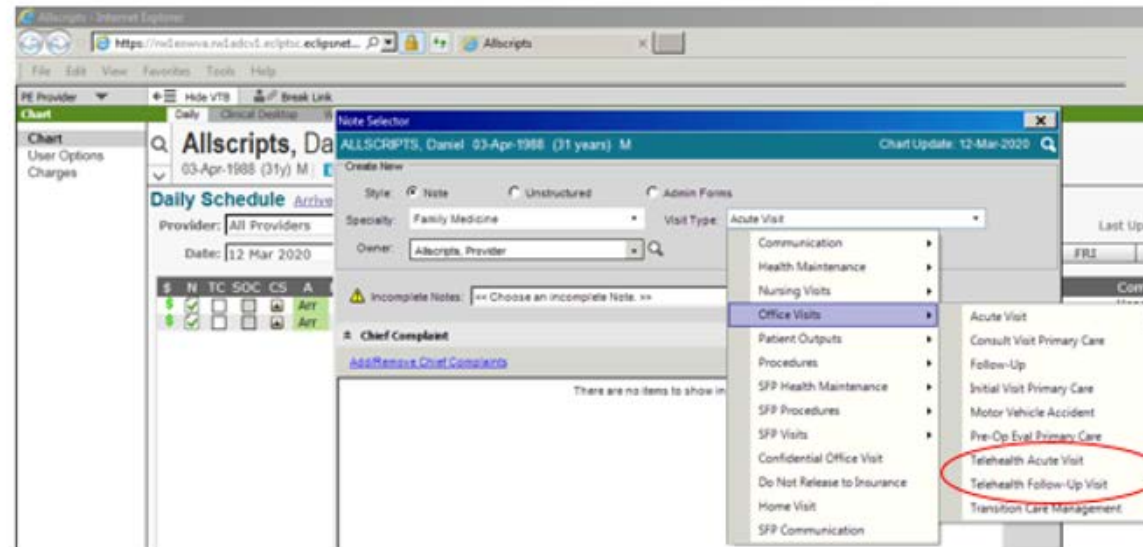 Allscripts - Internet Explorer
eclipsnet...
Allscripts
File Edit View Favorites Tools Help
PE Provider
Hide VTB Break Link
Chart
Daily Clinical Desktop
Note Selector
Chart
User Options
Charges
Allscripts, Da
03-Apr-1988 (31y) M
ALLSCRIPTS, Daniel 03-Apr-1988 (31 years) M
Chart Update: 12-Mar-2020
Create New
Style: Note Unstructured Admin Forms
Daily Schedule Arrive
Provider: All Providers
Specialty: Family Medicine
Visit Type: Acute Visit
Last Up
Date: 12 Mar 2020
Owner: Allscripts, Provider
FRI
$ N TC SOC CS A
Com
Arr
Arr
Incomplete Notes: << Choose an incomplete Note. >>
Chief Complaint
Add/Remove Chief Complaints
There are no items to show in
Communication
Health Maintenance
Nursing Visits
Office Visits
Patient Outputs
Procedures
SFP Health Maintenance
SFP Procedures
SFP Visits
Confidential Office Visit
Do Not Release to Insurance
Home Visit
SFP Communication
Acute Visit
Consult Visit Primary Care
Follow-Up
Initial Visit Primary Care
Motor Vehicle Accident
Pre-Op Eval Primary Care
Telehealth Acute Visit
Telehealth Follow-Up Visit
Transition Care Management